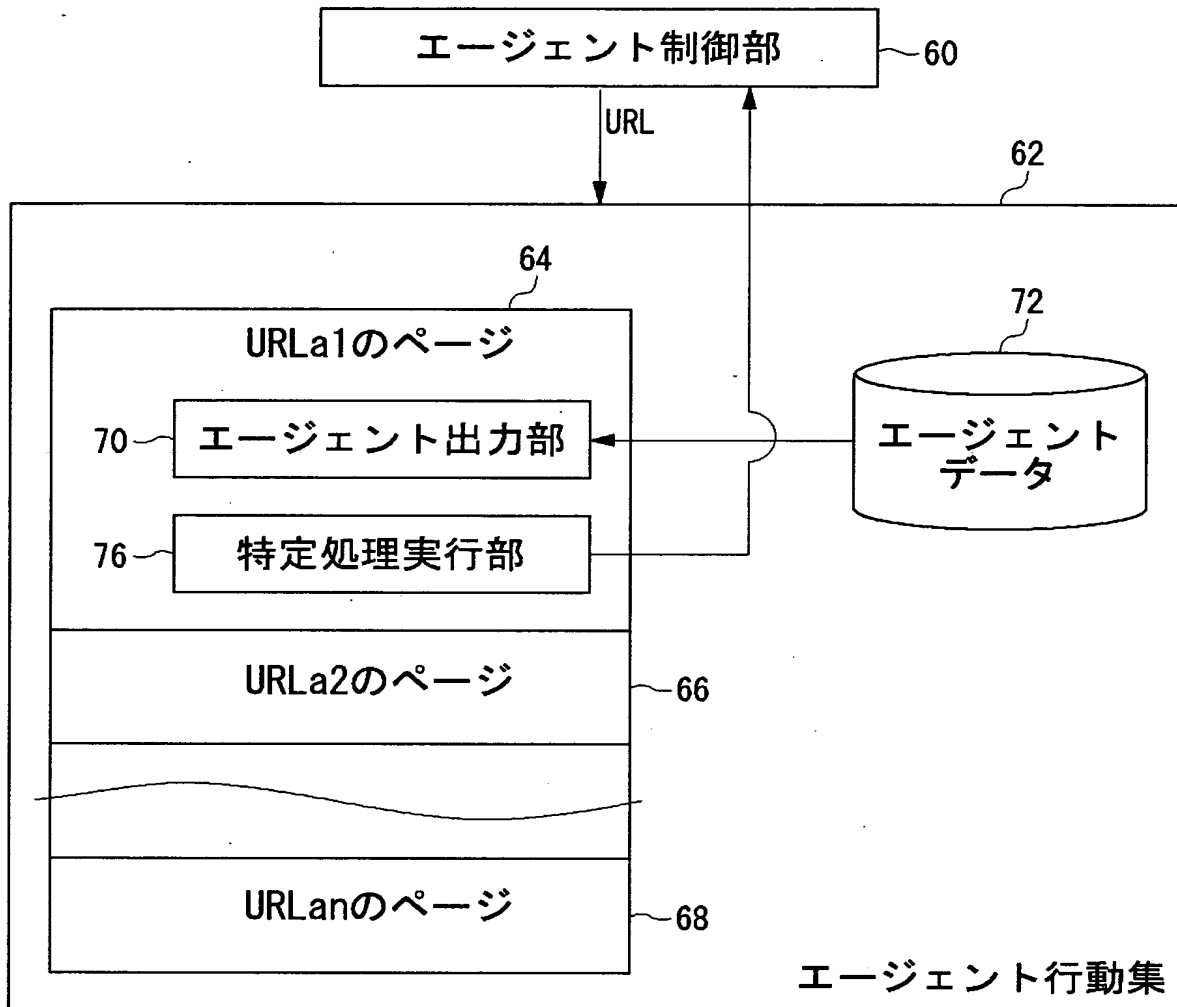 エージェント制御部
60
URL
62
64
URLa1のページ
72
70
エージェント出力部
エージェント
データ
76
特定処理実行部
URLa2のページ
66
URLanのページ
68
エージェント行動集